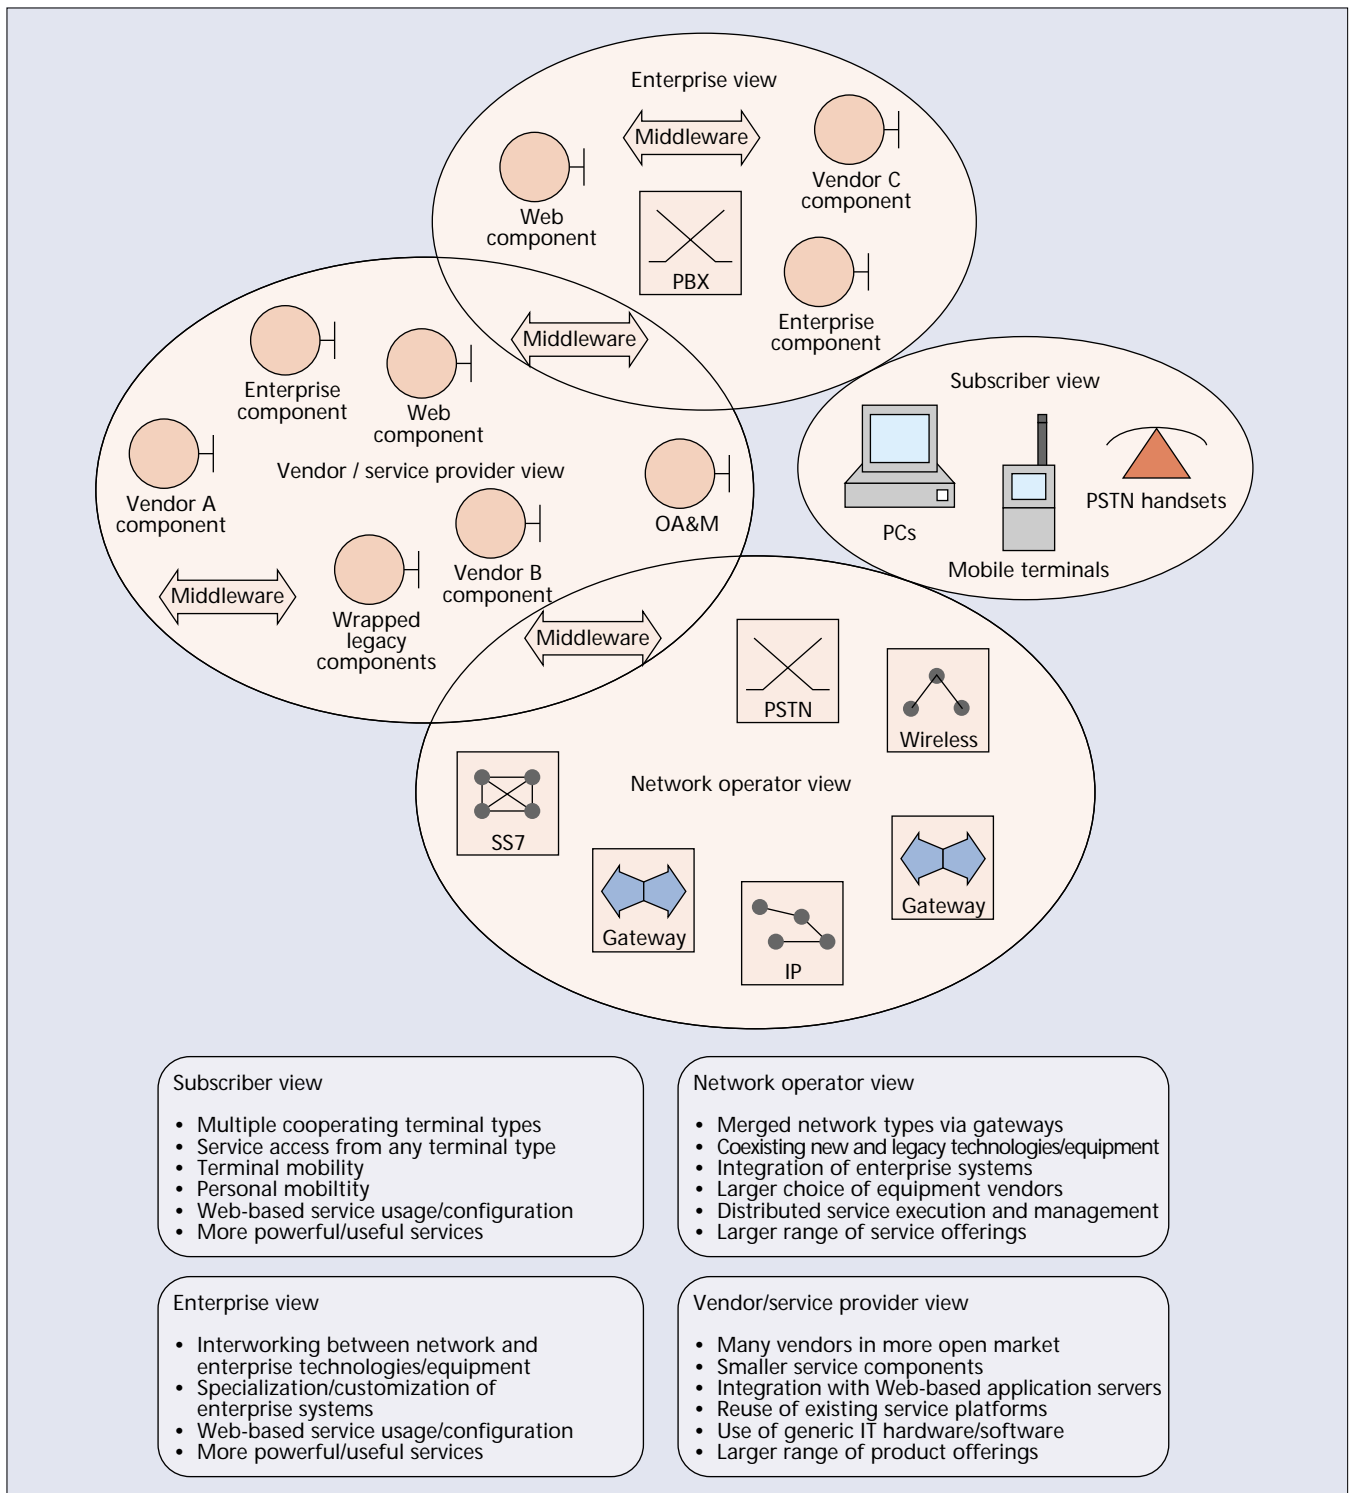 Enterprise view
Middleware
Web
component
Vendor C
component
PBX
Enterprise
component
Middleware
Enterprise
component
Web
component
Vendor A
component
Vendor / service provider view
OA&M
Vendor B
component
Middleware
Wrapped
legacy
components
Middleware
Subscriber view
PCs
Mobile terminals
PSTN handsets
PSTN
Wireless
Network operator view
SS7
Gateway
IP
Gateway
Subscriber view
• Multiple cooperating terminal types
• Service access from any terminal type
• Terminal mobility
• Personal mobiltity
• Web-based service usage/configuration
• More powerful/useful services
Network operator view
• Merged network types via gateways
• Coexisting new and legacy technologies/equipment
• Integration of enterprise systems
• Larger choice of equipment vendors
• Distributed service execution and management
• Larger range of service offerings
Enterprise view
• Interworking between network and
enterprise technologies/equipment
• Specialization/customization of
enterprise systems
• Web-based service usage/configuration
• More powerful/useful services
Vendor/service provider view
• Many vendors in more open market
• Smaller service components
• Integration with Web-based application servers
• Reuse of existing service platforms
• Use of generic IT hardware/software
• Larger range of product offerings